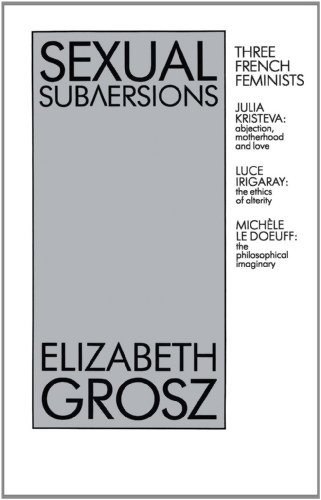 SEXUAL
SUBΛERSIONS
THREE
FRENCH
FEMINISTS
JULIA
KRISTEVA:
abjection,
motherhood
and love
LUCE
IRIGARAY:
the ethics
of alterity
MICHÈLE
LE DOEUFF:
the
philosophical
imaginary
ELIZABETH
GROSZ